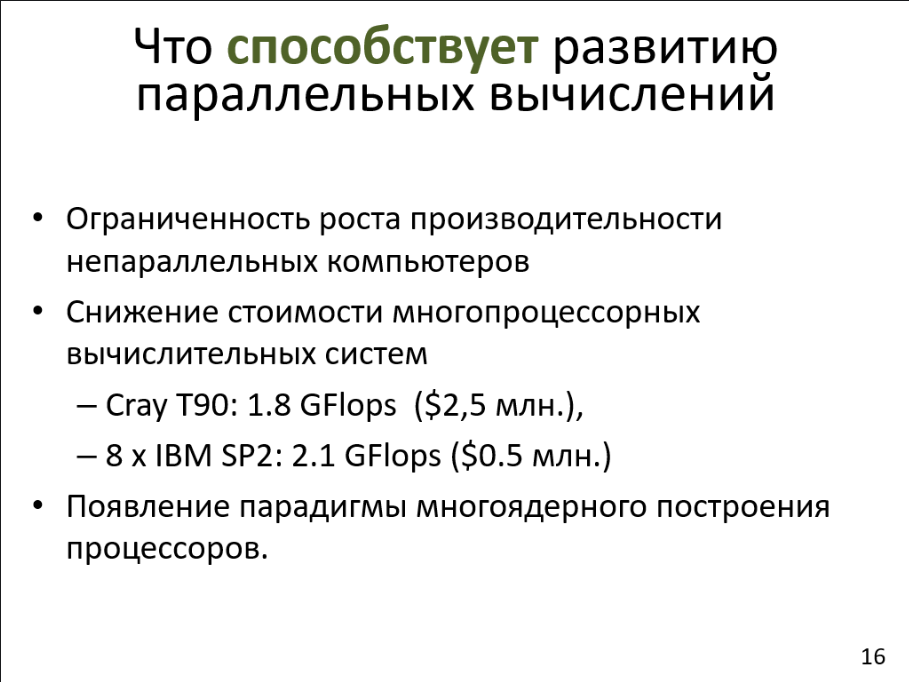 Что способствует развитию
параллельных вычислений
• Ограниченность роста производительности
непараллельных компьютеров
• Снижение стоимости многопроцессорных
вычислительных систем
– Cray T90: 1.8 GFlops ($2,5 млн.),
– 8 x IBM SP2: 2.1 GFlops ($0.5 млн.)
• Появление парадигмы многоядерного построения
процессоров.
16